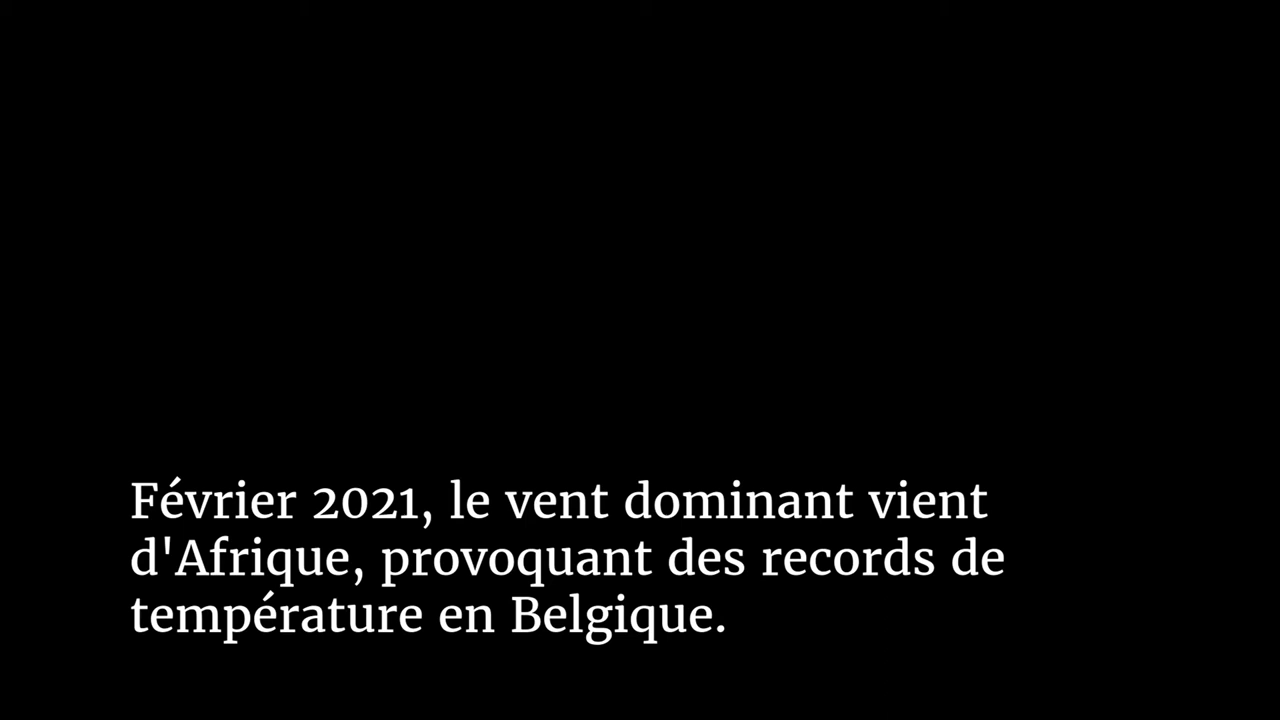 Février 2021, le vent dominant vient
d'Afrique, provoquant des records de
température en Belgique.